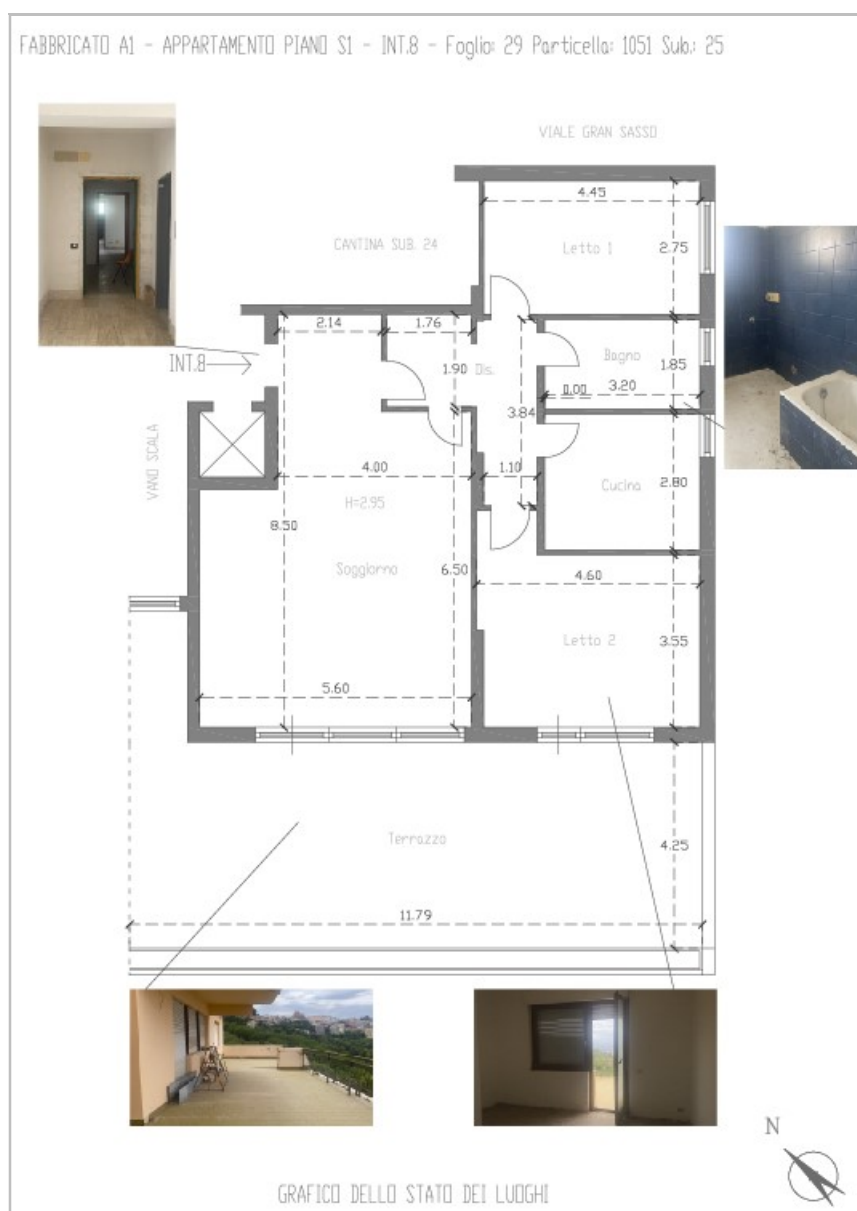 FABBRICATO A1 - APPARTAMENTO PIANO S1 - INT.8 - Foglio: 29 Particella: 1051 Sub.: 25
VIALE GRAN SASSO
4.45
CANTINA SUB. 24
Letto 1
2.75
2.14
1.76
INT.8
1.90
Dis.
Bagno
1.85
0.00
3.20
3.84
VANO SCALA
4.00
1.10
Cucina
2.80
H=2.95
8.50
Soggiorno
6.50
4.60
Letto 2
3.55
5.60
Terrazzo
4.25
11.79
N
GRAFICO DELLO STATO DEI LUOGHI